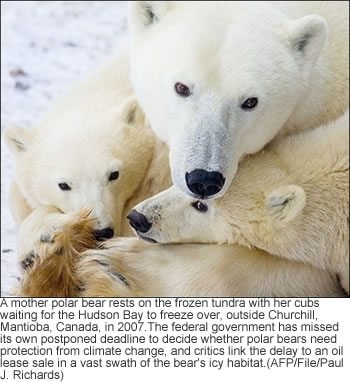 A mother polar bear rests on the frozen tundra with her cubs
waiting for the Hudson Bay to freeze over, outside Churchill,
Mantioba, Canada, in 2007.The federal government has missed
its own postponed deadline to decide whether polar bears need
protection from climate change, and critics link the delay to an oil
lease sale in a vast swath of the bear's icy habitat.(AFP/File/Paul
J. Richards)